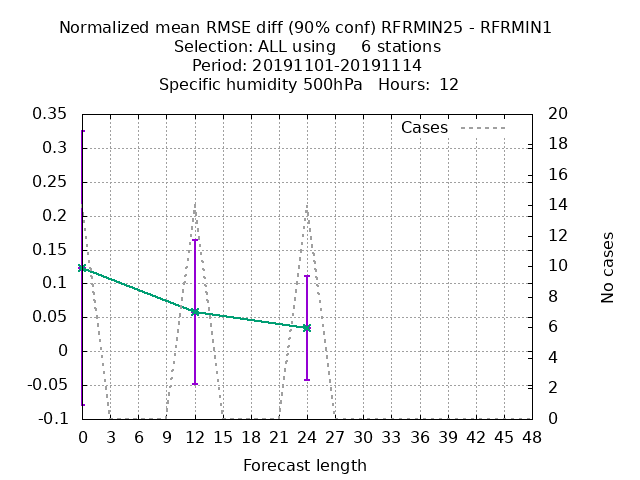 Normalized mean RMSE diff (90% conf) RFRMIN25 - RFRMIN1
Selection: ALL using     6 stations
Period: 20191101-20191114
Specific humidity 500hPa   Hours:  12
Cases
0.35
0.3
0.25
0.2
0.15
0.1
0.05
0
-0.05
-0.1
20
18
16
14
12
10
8
6
4
2
0
No cases
0 3 6 9 12 15 18 21 24 27 30 33 36 39 42 45 48
Forecast length